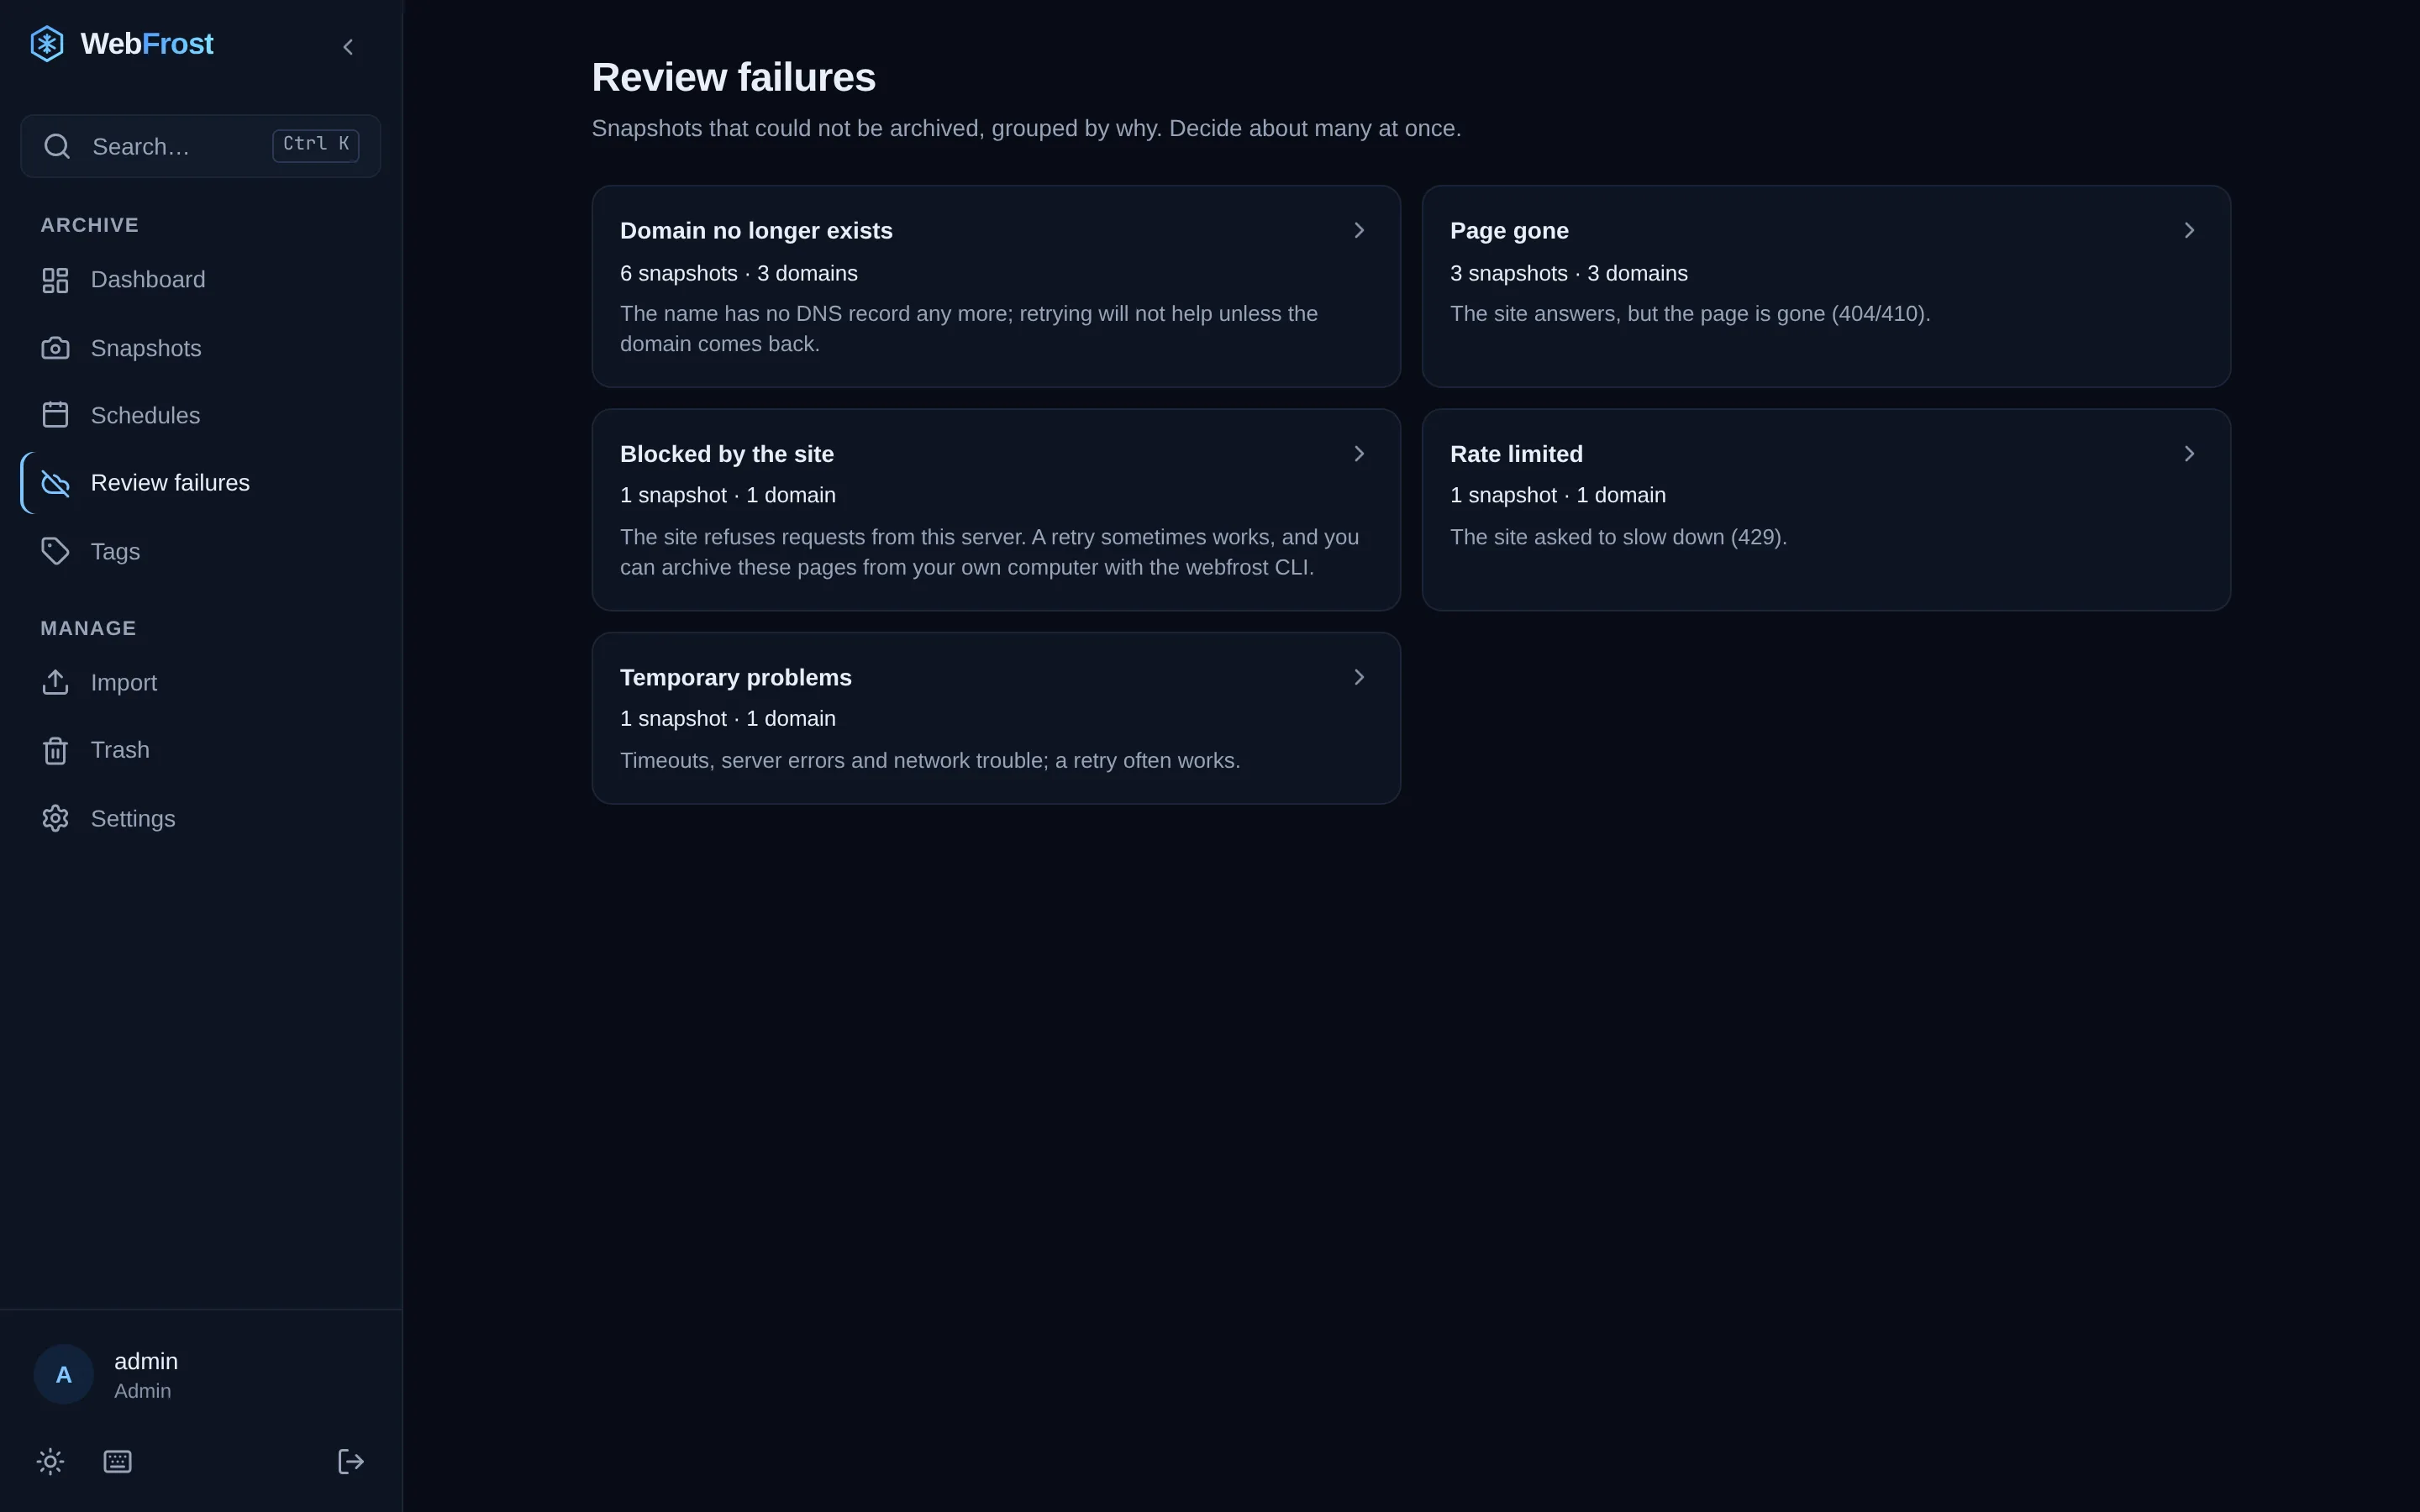 WebFrost
Search…
Ctrl K
ARCHIVE
Dashboard
Snapshots
Schedules
Review failures
Tags
MANAGE
Import
Trash
Settings
A
admin
Admin
Review failures
Snapshots that could not be archived, grouped by why. Decide about many at once.
Domain no longer exists
6 snapshots · 3 domains
The name has no DNS record any more; retrying will not help unless the
domain comes back.
Page gone
3 snapshots · 3 domains
The site answers, but the page is gone (404/410).
Blocked by the site
1 snapshot · 1 domain
The site refuses requests from this server. A retry sometimes works, and you
can archive these pages from your own computer with the webfrost CLI.
Rate limited
1 snapshot · 1 domain
The site asked to slow down (429).
Temporary problems
1 snapshot · 1 domain
Timeouts, server errors and network trouble; a retry often works.